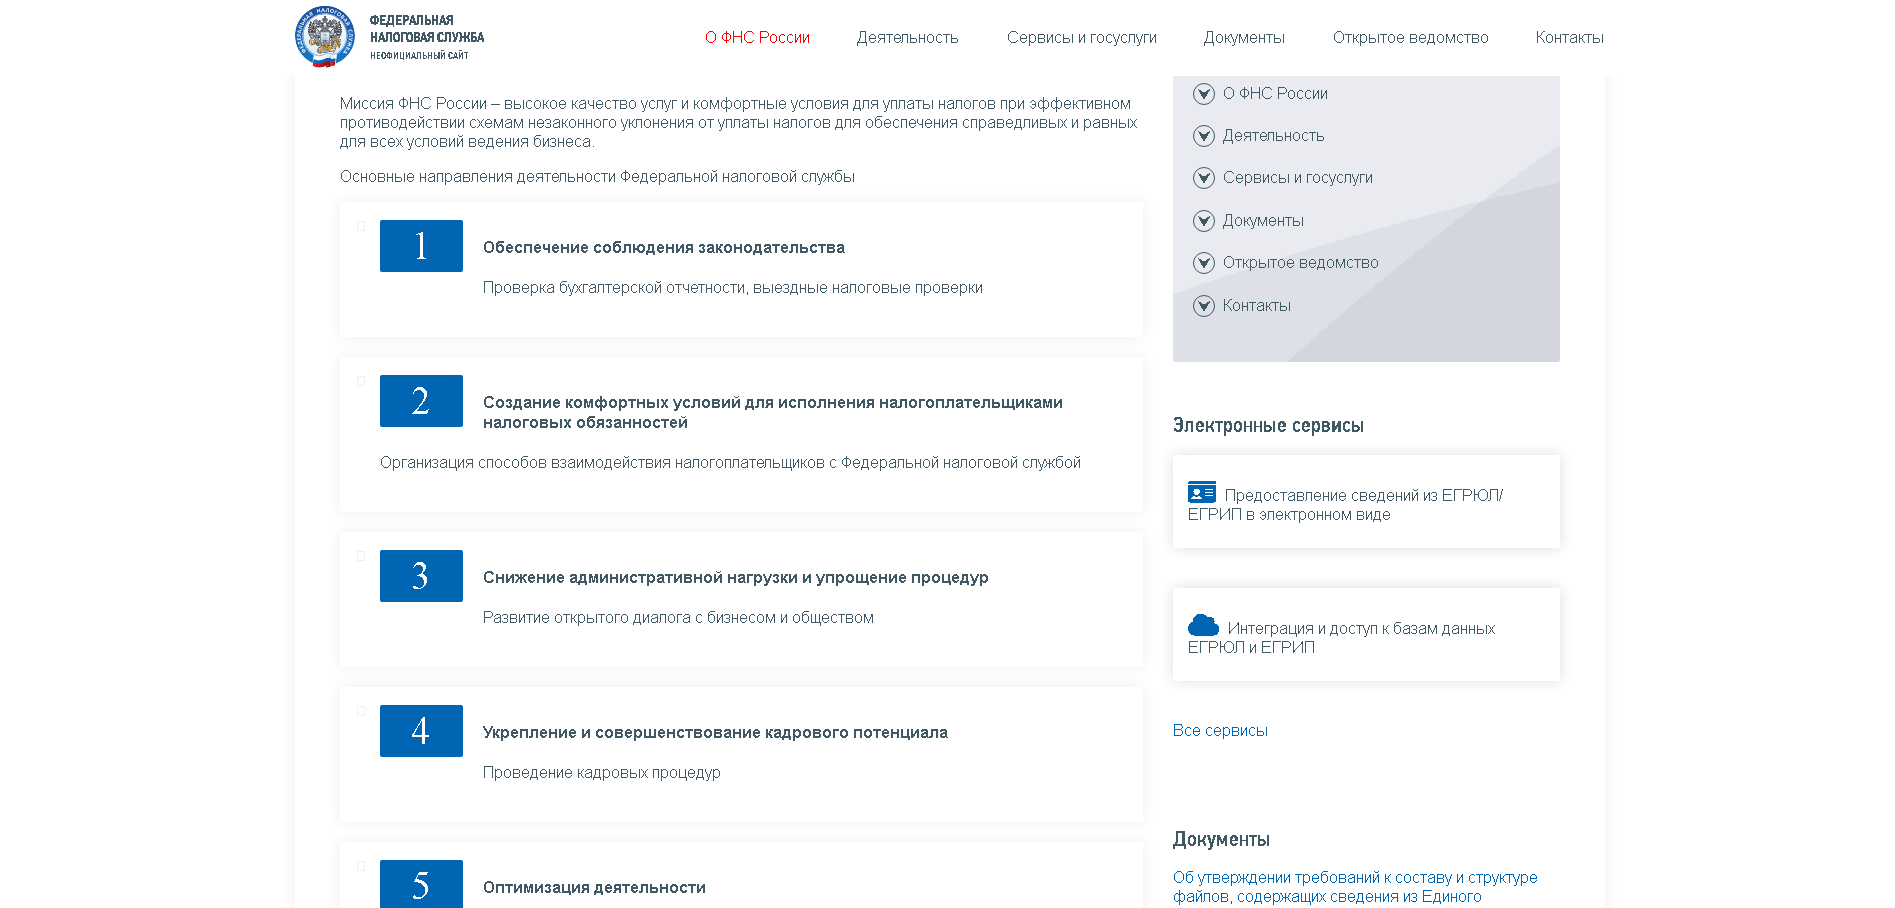 ФЕДЕРАЛЬНАЯ
НАЛОГОВАЯ СЛУЖБА
НЕОФИЦИАЛЬНЫЙ САЙТ
О ФНС России
Деятельность
Сервисы и госуслуги
Документы
Открытое ведомство
Контакты
Миссия ФНС России – высокое качество услуг и комфортные условия для уплаты налогов при эффективном
противодействии схемам незаконного уклонения от уплаты налогов для обеспечения справедливых и равных
для всех условий ведения бизнеса.
Основные направления деятельности Федеральной налоговой службы
1
Обеспечение соблюдения законодательства
Проверка бухгалтерской отчетности, выездные налоговые проверки
2
Создание комфортных условий для исполнения налогоплательщиками
налоговых обязанностей
Организация способов взаимодействия налогоплательщиков с Федеральной налоговой службой
3
Снижение административной нагрузки и упрощение процедур
Развитие открытого диалога с бизнесом и обществом
4
Укрепление и совершенствование кадрового потенциала
Проведение кадровых процедур
5
Оптимизация деятельности
О ФНС России
Деятельность
Сервисы и госуслуги
Документы
Открытое ведомство
Контакты
Электронные сервисы
Предоставление сведений из ЕГРЮЛ/
ЕГРИП в электронном виде
Интеграция и доступ к базам данных
ЕГРЮЛ и ЕГРИП
Все сервисы
Документы
Об утверждении требований к составу и структуре
файлов, содержащих сведения из Единого